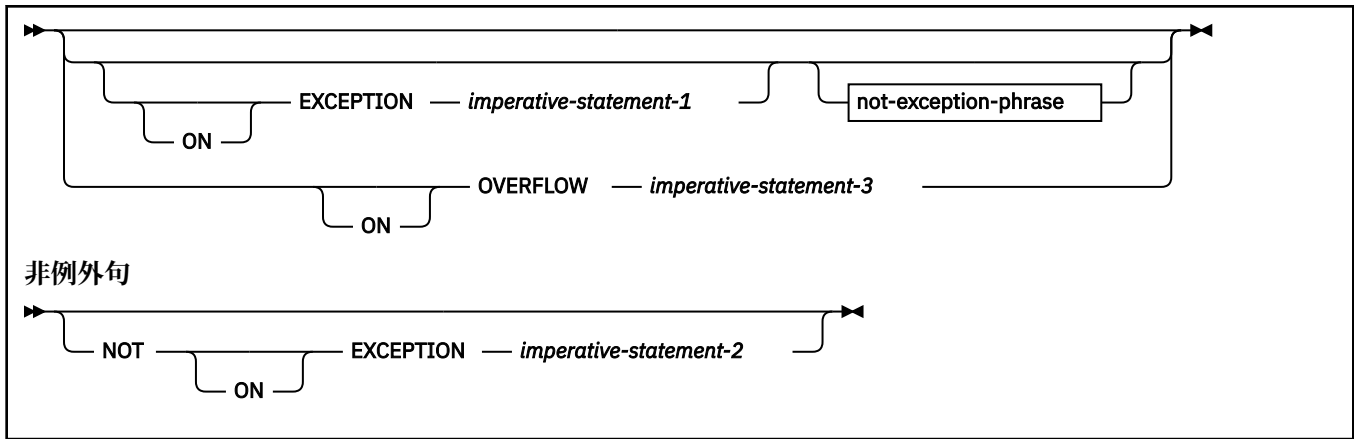 EXCEPTION imperative-statement-1 not-exception-phrase
ON
OVERFLOW imperative-statement-3
ON
非例外句
NOT EXCEPTION imperative-statement-2
ON